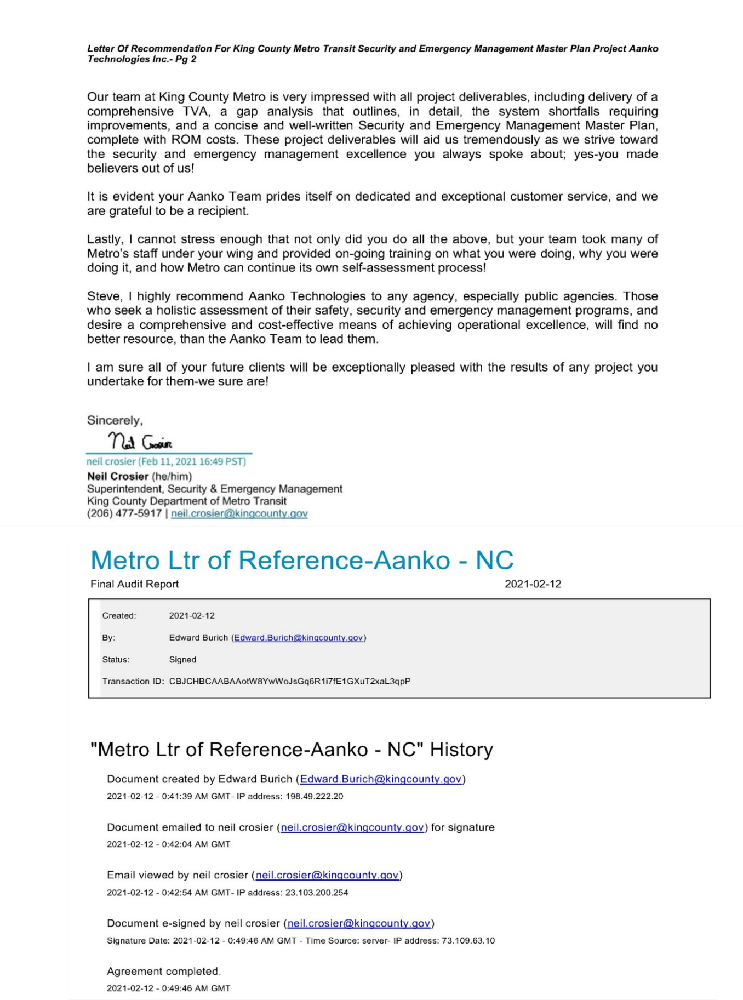 Letter Of Recommendation For King County Metro Transit Security and Emergency Management Master Plan Project Aanko
Technologies Inc.- Pg 2
Our team at King County Metro is very impressed with all project deliverables, including delivery of a
comprehensive TVA, a gap analysis that outlines, in detail, the system shortfalls requiring
improvements, and a concise and well-written Security and Emergency Management Master Plan,
complete with ROM costs. These project deliverables will aid us tremendously as we strive toward
the security and emergency management excellence you always spoke about; yes-you made
believers out of us!
It is evident your Aanko Team prides itself on dedicated and exceptional customer service, and we
are grateful to be a recipient.
Lastly, I cannot stress enough that not only did you do all the above, but your team took many of
Metro's staff under your wing and provided on-going training on what you were doing, why you were
doing it, and how Metro can continue its own self-assessment process!
Steve, I highly recommend Aanko Technologies to any agency, especially public agencies. Those
who seek a holistic assessment of their safety, security and emergency management programs, and
desire a comprehensive and cost-effective means of achieving operational excellence, will find no
better resource, than the Aanko Team to lead them.
I am sure all of your future clients will be exceptionally pleased with the results of any project you
undertake for them-we sure are!
Sincerely,
Neil Crosier
neil crosier (Feb 11, 2021 16:49 PST)
Neil Crosier (he/him)
Superintendent, Security & Emergency Management
King County Department of Metro Transit
(206) 477-5917 | neil.crosier@kingcounty.gov
Metro Ltr of Reference-Aanko - NC
Final Audit Report 2021-02-12
Created: 2021-02-12
By: Edward Burich (Edward.Burich@kingcounty.gov)
Status: Signed
Transaction ID: CBJCHBCAABAAotW8YwWoJsGq6R1i7fE1GXuT2xaL3qpP
"Metro Ltr of Reference-Aanko - NC" History
Document created by Edward Burich (Edward.Burich@kingcounty.gov)
2021-02-12 - 0:41:39 AM GMT- IP address: 198.49.222.20
Document emailed to neil crosier (neil.crosier@kingcounty.gov) for signature
2021-02-12 - 0:42:04 AM GMT
Email viewed by neil crosier (neil.crosier@kingcounty.gov)
2021-02-12 - 0:42:54 AM GMT- IP address: 23.103.200.254
Document e-signed by neil crosier (neil.crosier@kingcounty.gov)
Signature Date: 2021-02-12 - 0:49:46 AM GMT - Time Source: server- IP address: 73.109.63.10
Agreement completed.
2021-02-12 - 0:49:46 AM GMT